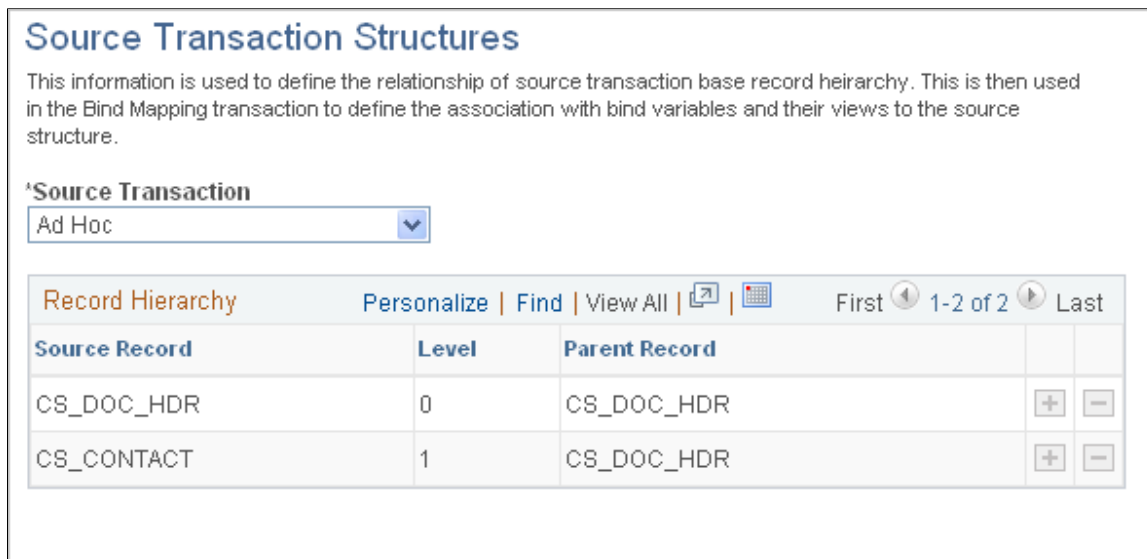 Source Transaction Structures
This information is used to define the relationship of source transaction base record heirarchy. This is then used
in the Bind Mapping transaction to define the association with bind variables and their views to the source
structure.
*Source Transaction
Ad Hoc
Record Hierarchy Personalize | Find | View All | | First 1-2 of 2 Last
Source Record Level Parent Record
CS_DOC_HDR 0 CS_DOC_HDR
CS_CONTACT 1 CS_DOC_HDR